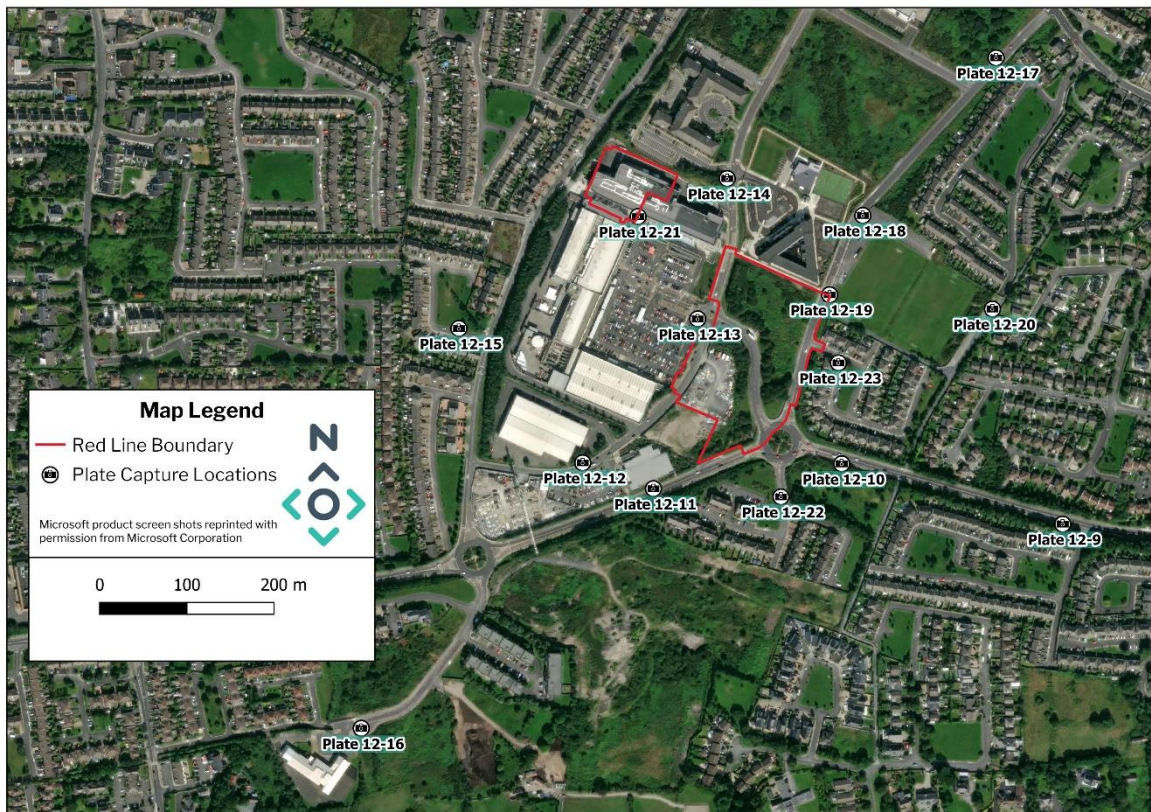 Plate 12-17
Plate 12-14
Plate 12-18
Plate 12-21
Plate 12-19
Plate 12-20
Plate 12-13
Plate 12-15
Plate 12-23
Map Legend
Red Line Boundary
Plate Capture Locations
N
Microsoft product screen shots reprinted with
permission from Microsoft Corporation
Plate 12-12
Plate 12-10
Plate 12-11
Plate 12-22
Plate 12-9
0 100 200 m
Plate 12-16